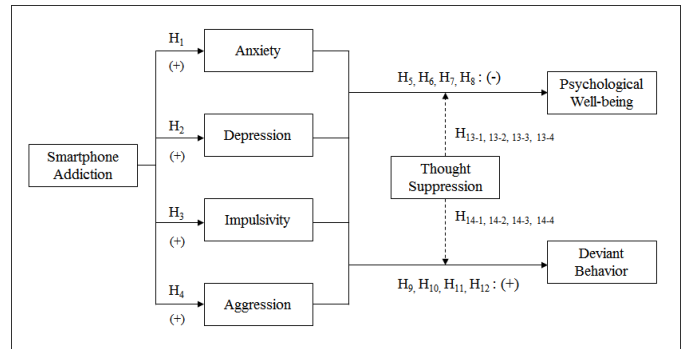 H1
(+)
Anxiety
H2
(+)
Depression
Smartphone
Addiction
H3
(+)
Impulsivity
H4
(+)
Aggression
H5, H6, H7, H8 : (-)
Psychological
Well-being
H13-1, 13-2, 13-3, 13-4
Thought
Suppression
H14-1, 14-2, 14-3, 14-4
Deviant
Behavior
H9, H10, H11, H12 : (+)